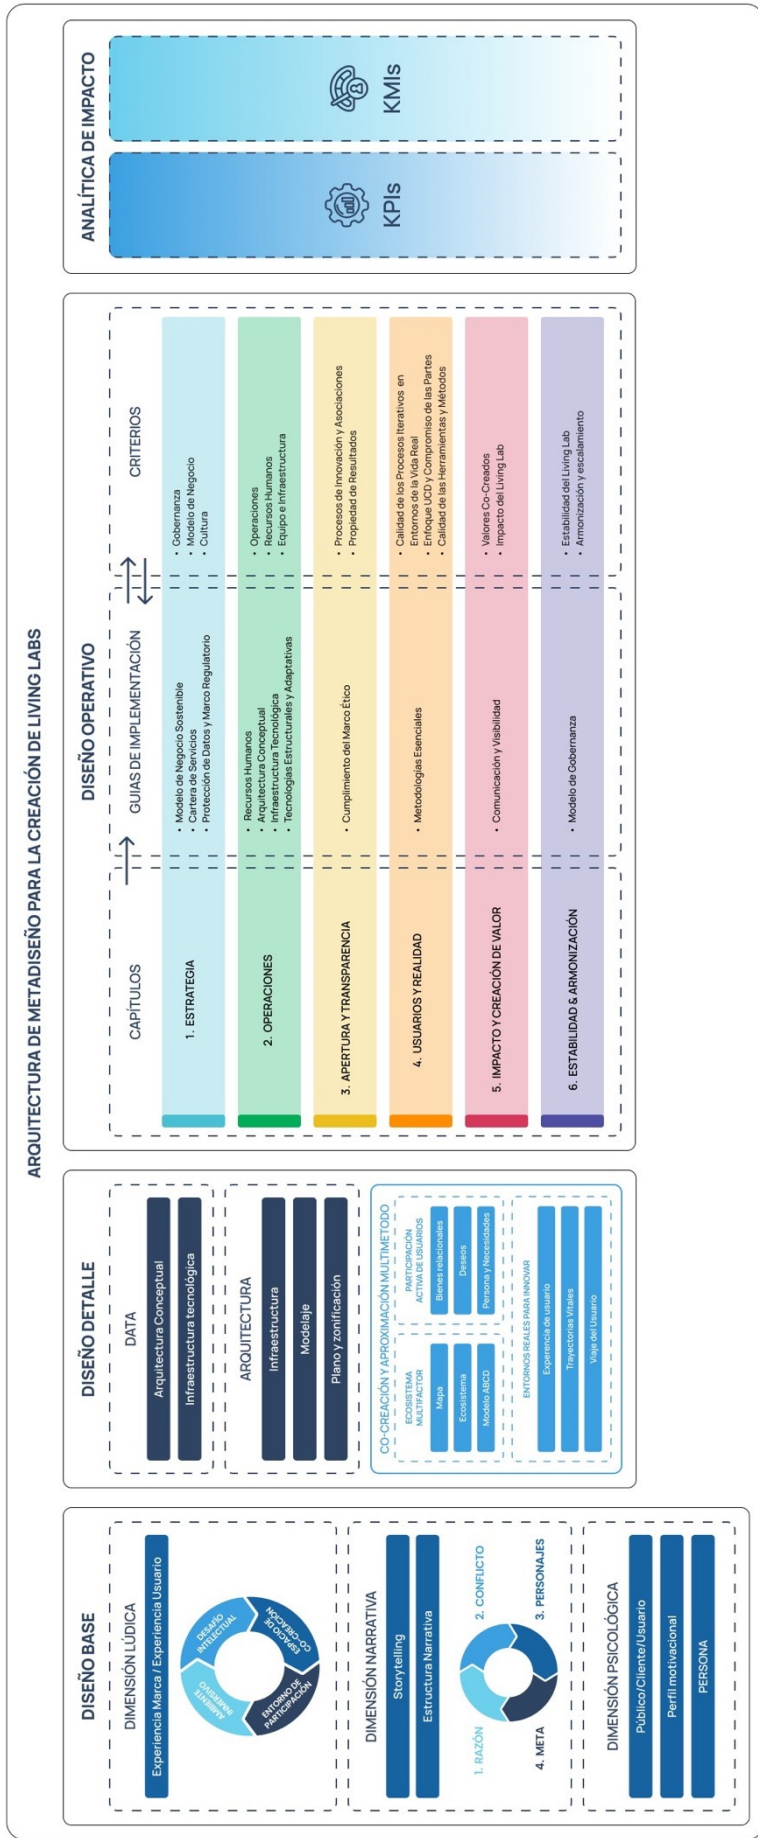 ARQUITECTURA DE METADISEÑO PARA LA CREACIÓN DE LIVING LABS
DISEÑO BASE
DIMENSIÓN LÚDICA
Experiencia Marca / Experiencia Usuario
AMBIENTE
INMERSIVO
DESAFÍO
INTELECTUAL
ESPACIO DE
CO-CREACIÓN
ENTORNO DE
PARTICIPACIÓN
DIMENSIÓN NARRATIVA
Storytelling
Estructura Narrativa
1. RAZÓN
2. CONFLICTO
3. PERSONAJES
4. META
DIMENSIÓN PSICOLÓGICA
Público/Cliente/Usuario
Perfil motivacional
PERSONA
DISEÑO DETALLE
DATA
Arquitectura Conceptual
Infraestructura tecnológica
ARQUITECTURA
Infraestructura
Modelaje
Plano y zonificación
CO-CREACIÓN Y APROXIMACIÓN MULTIMETODO
ECOSISTEMA
MULTIFACTOR
Mapa
Ecosistema
Modelo ABCD
PARTICIPACIÓN
ACTIVA DE USUARIOS
Bienes relacionales
Deseos
Persona y Necesidades
ENTORNOS REALES PARA INNOVAR
Experencia de usuario
Trayectorias Vitales
Viaje del Usuario
DISEÑO OPERATIVO
CAPÍTULOS
GUIAS DE IMPLEMENTACIÓN
CRITERIOS
1. ESTRATEGIA
• Modelo de Negocio Sostenible
• Cartera de Servicios
• Protección de Datos y Marco Regulatorio
• Gobernanza
• Modelo de Negocio
• Cultura
2. OPERACIONES
• Recursos Humanos
• Arquitectura Conceptual
• Infraestructura Tecnológica
• Tecnologías Estructurales y Adaptativas
• Operaciones
• Recursos Humanos
• Equipo e Infraestructura
3. APERTURA Y TRANSPARENCIA
• Cumplimiento del Marco Ético
• Procesos de Innovación y Asociaciones
• Propiedad de Resultados
4. USUARIOS Y REALIDAD
• Metodologías Esenciales
• Calidad de los Procesos Iterativos en
Entornos de la Vida Real
• Enfoque UCD y Compromiso de las Partes
• Calidad de las Herramientas y Métodos
5. IMPACTO Y CREACIÓN DE VALOR
• Comunicación y Visibilidad
• Valores Co-Creados
• Impacto del Living Lab
6. ESTABILIDAD & ARMONIZACIÓN
• Modelo de Gobernanza
• Estabilidad del Living Lab
• Armonización y escalamiento
ANALÍTICA DE IMPACTO
KPIs
KMIs